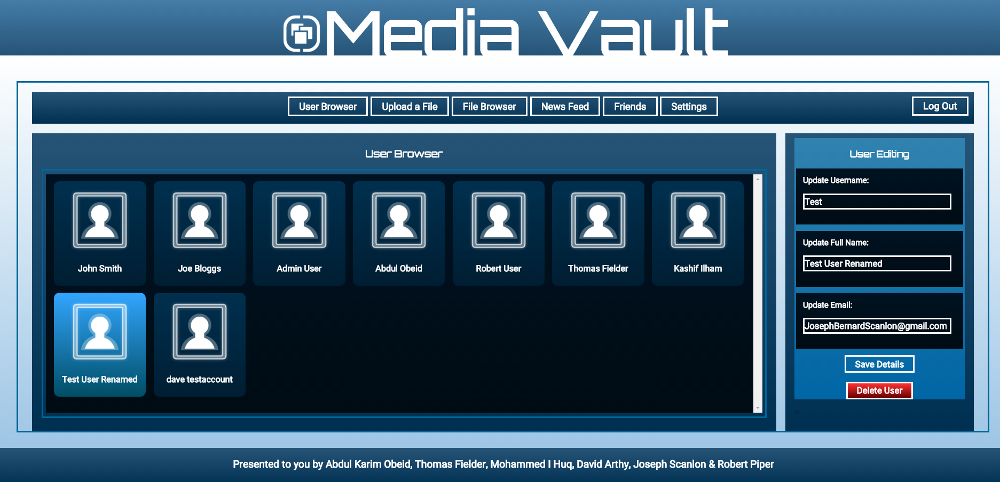 Media Vault
User Browser
Upload a File
File Browser
News Feed
Friends
Settings
Log Out
User Browser
John Smith
Joe Bloggs
Admin User
Abdul Obeid
Robert User
Thomas Fielder
Kashif Ilham
Test User Renamed
dave testaccount
User Editing
Update Username:
Test
Update Full Name:
Test User Renamed
Update Email:
JosephBernardScanlon@gmail.com
Save Details
Delete User
>
Presented to you by Abdul Karim Obeid, Thomas Fielder, Mohammed I Huq, David Arthy, Joseph Scanlon & Robert Piper